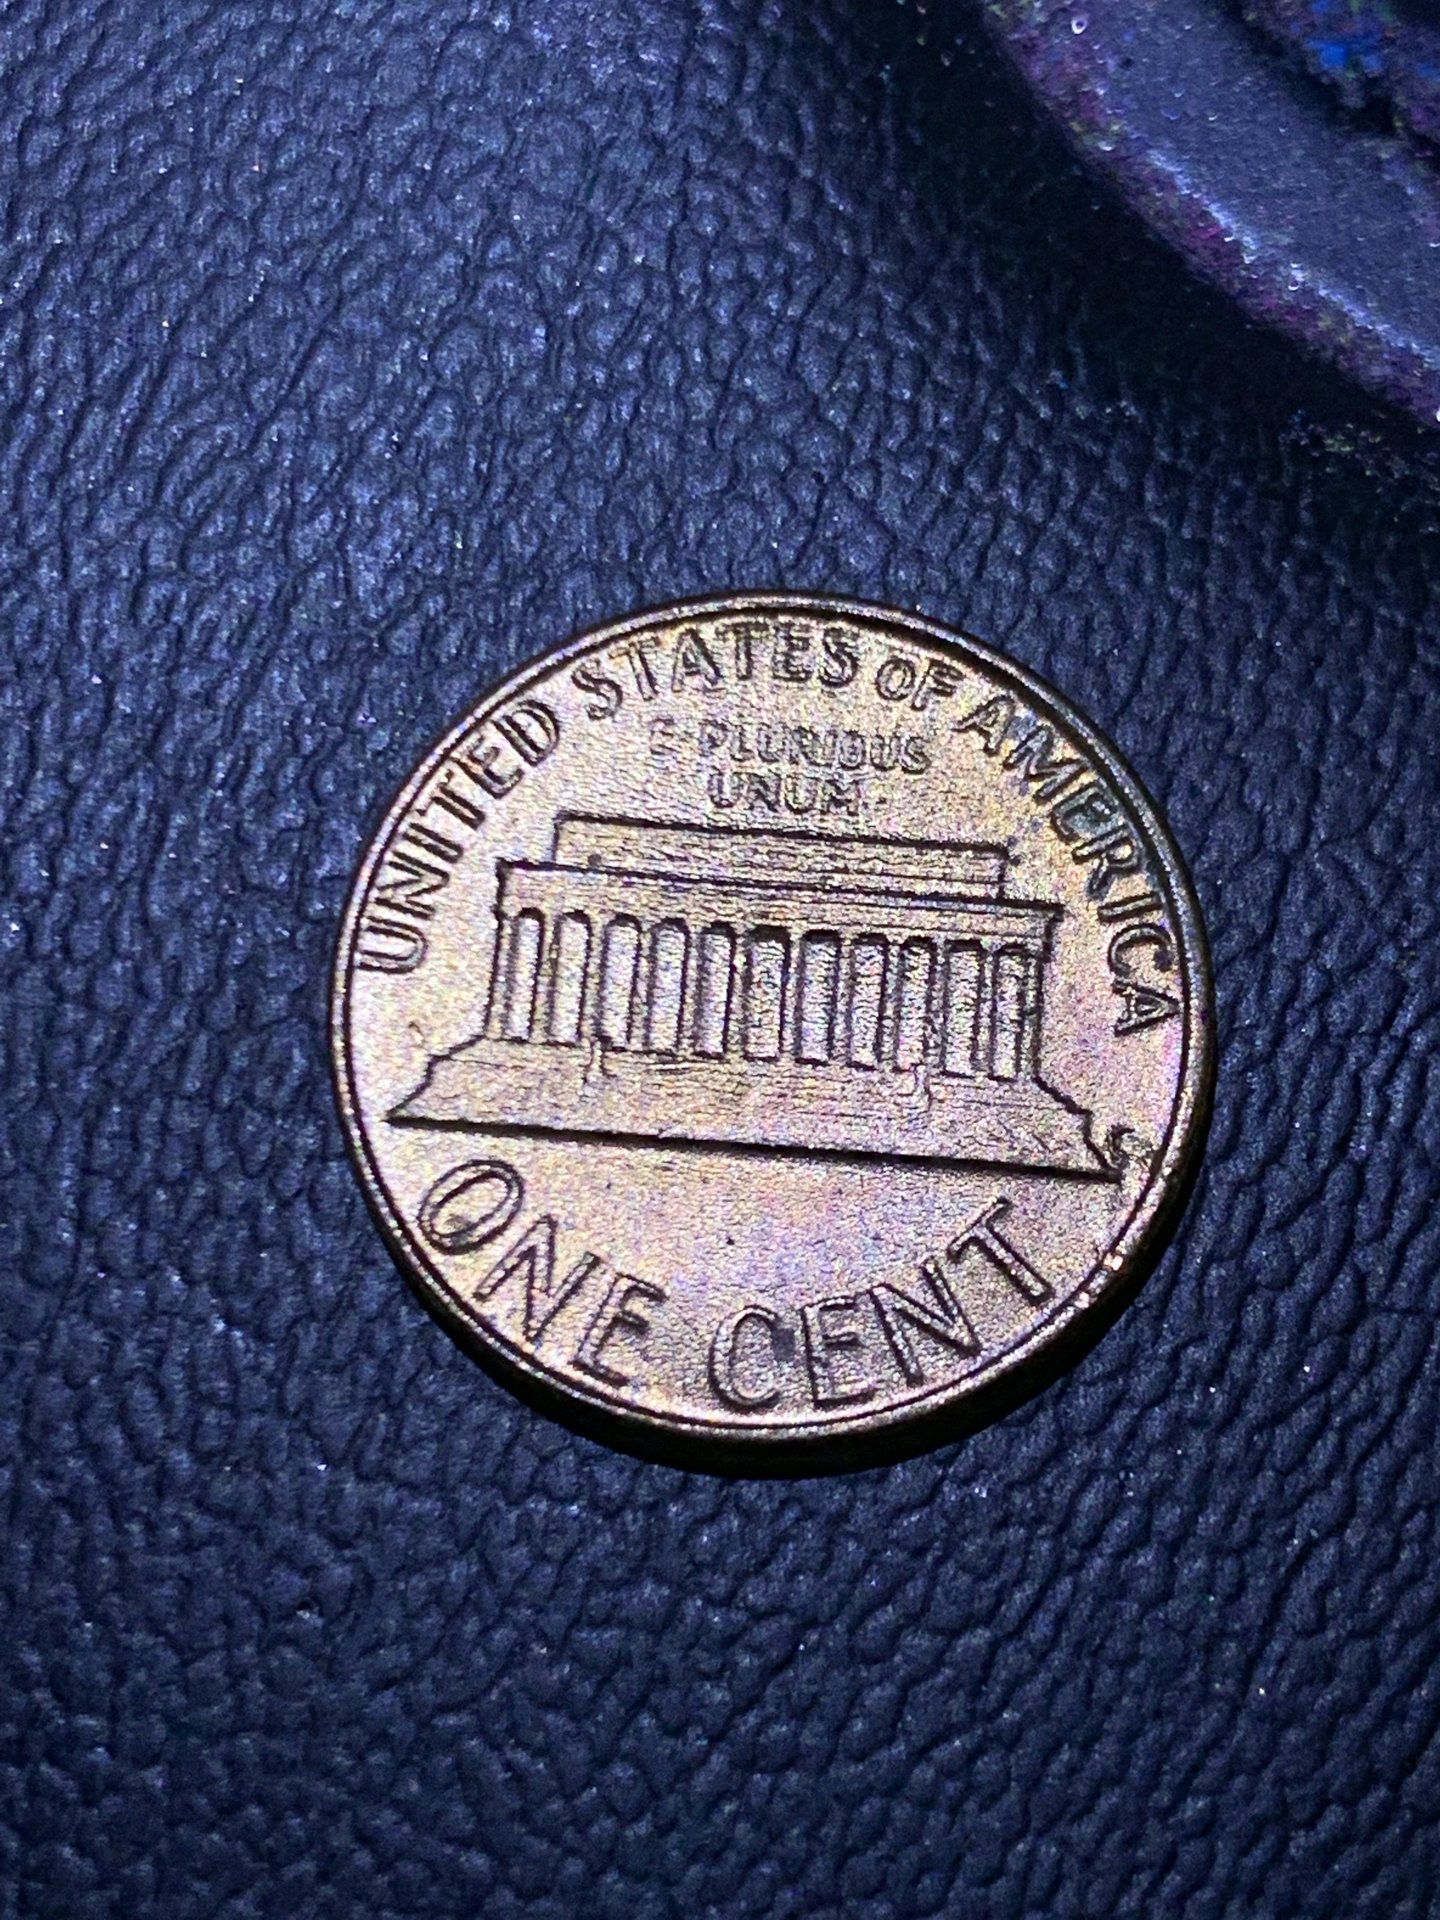 UNITED STATES OF AMERICA
E PLURIBUS
UNUM
ONE CENT